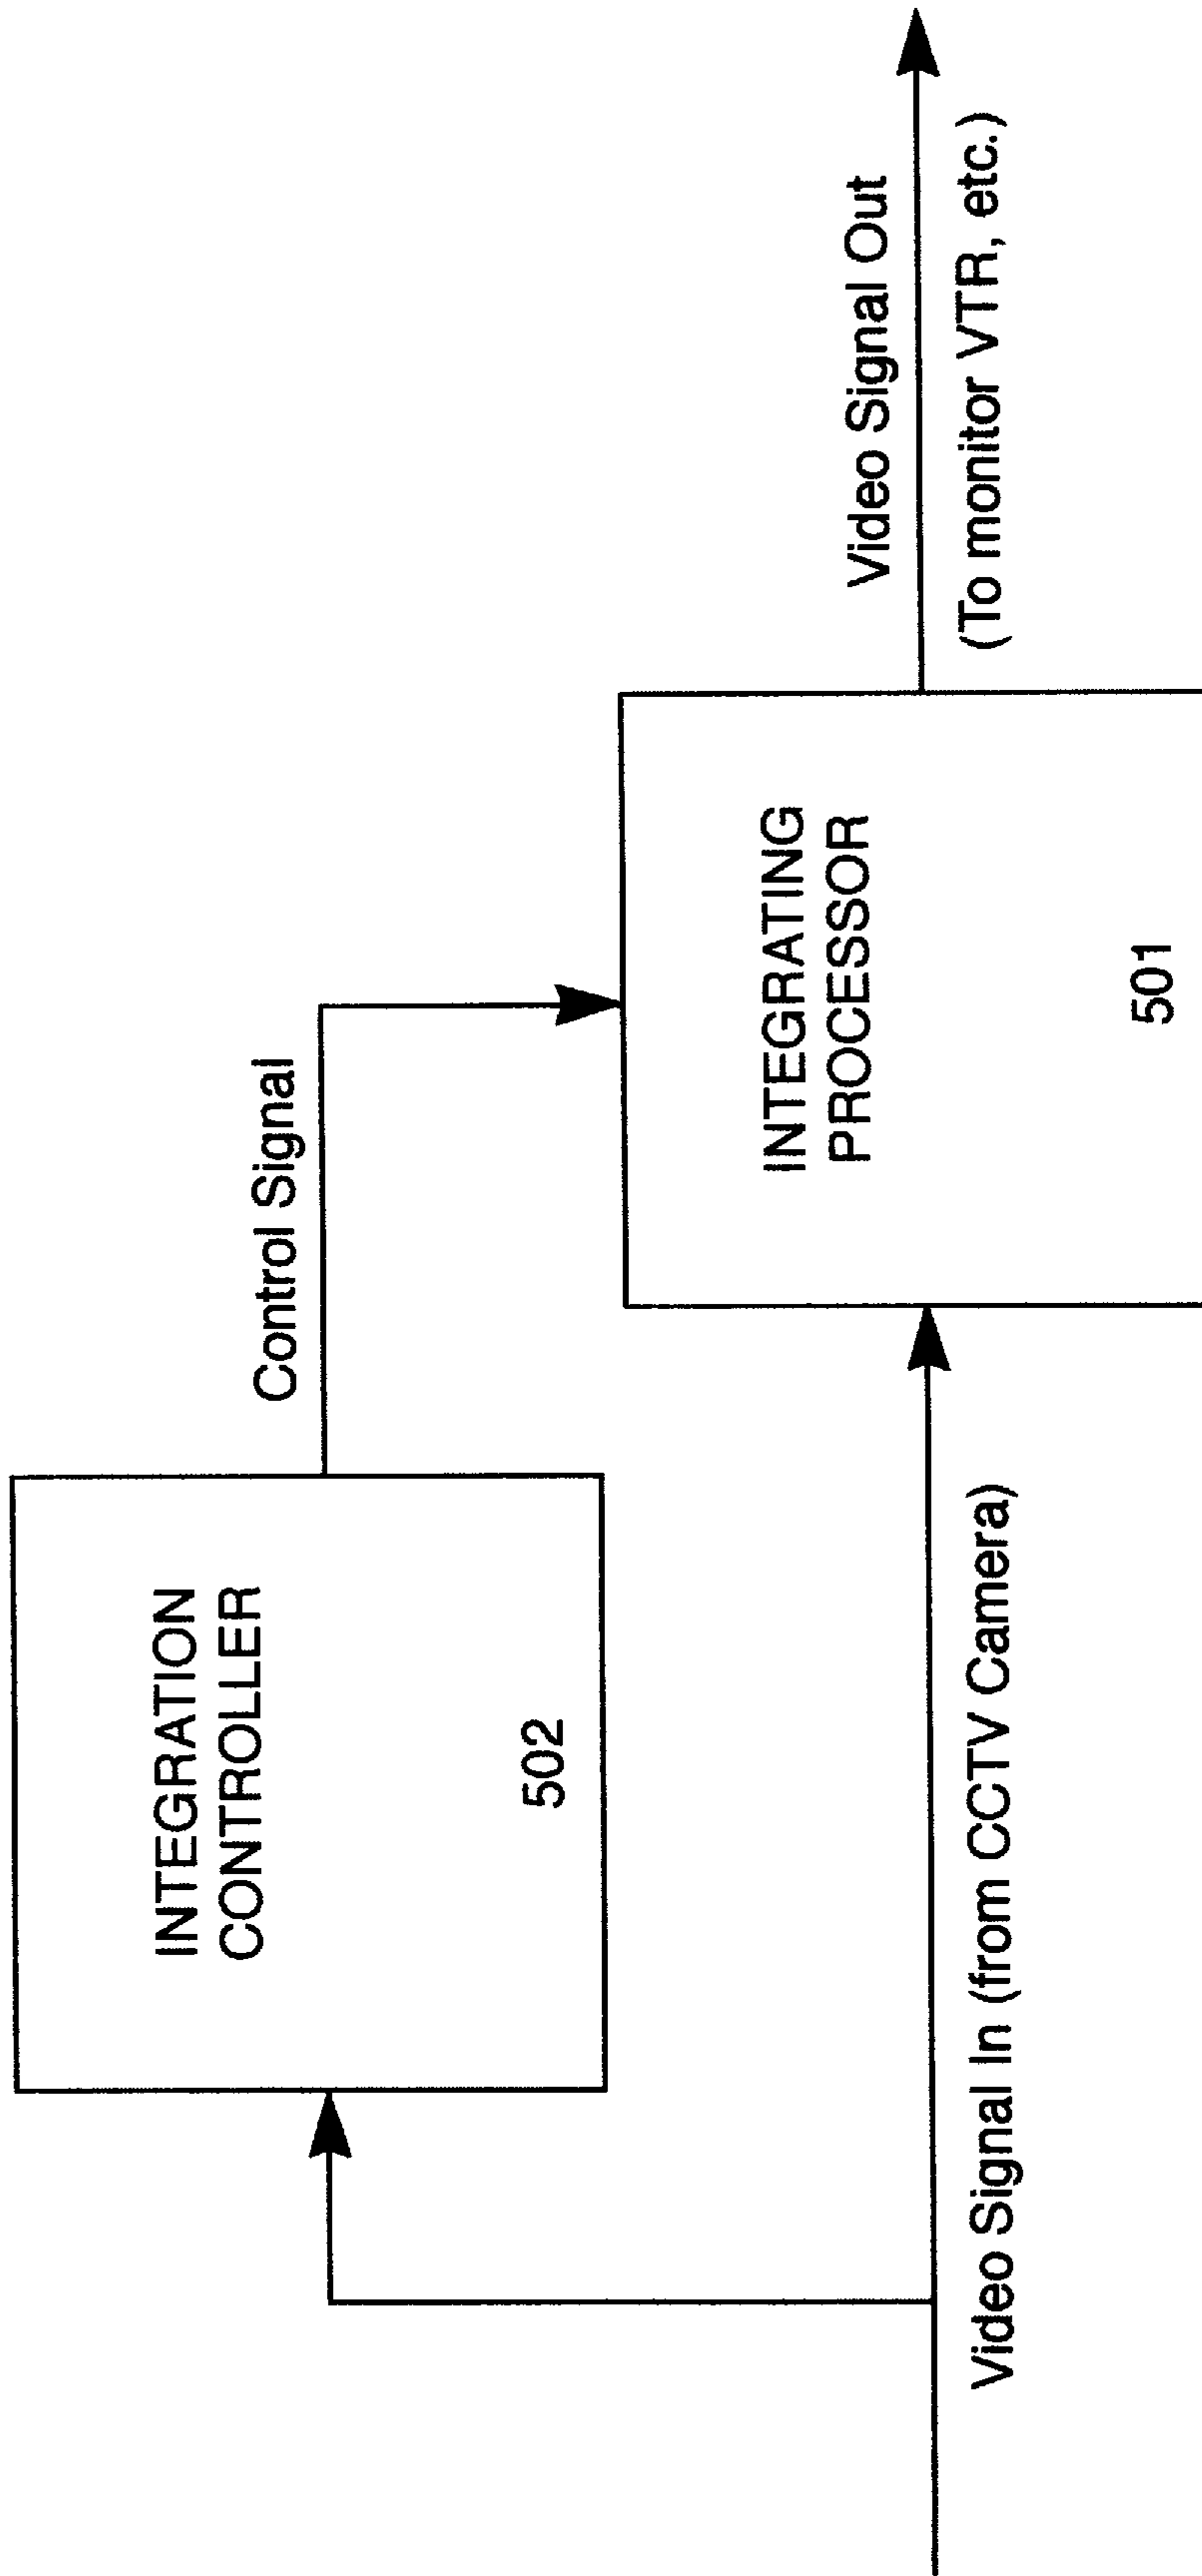 INTEGRATION
CONTROLLER
502
Control Signal
INTEGRATING
PROCESSOR
501
Video Signal In (from CCTV Camera)
Video Signal Out
(To monitor VTR, etc.)